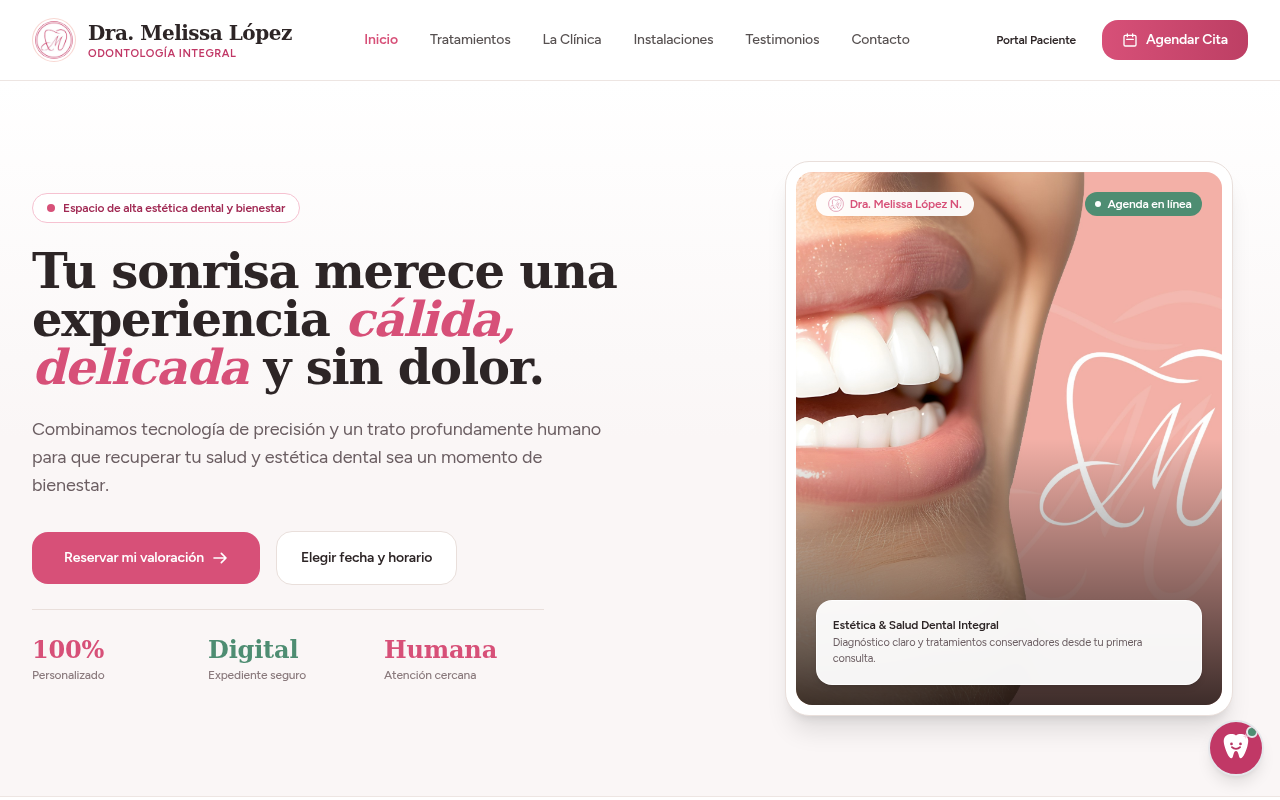 Dra. Melissa López
ODONTOLOGÍA INTEGRAL
Inicio
Tratamientos
La Clínica
Instalaciones
Testimonios
Contacto
Portal Paciente
Agendar Cita
Espacio de alta estética dental y bienestar
Tu sonrisa merece una
experiencia cálida,
delicada y sin dolor.
Combinamos tecnología de precisión y un trato profundamente humano
para que recuperar tu salud y estética dental sea un momento de
bienestar.
Reservar mi valoración
Elegir fecha y horario
100%
Personalizado
Digital
Expediente seguro
Humana
Atención cercana
Dra. Melissa López N.
Agenda en línea
M
Estética & Salud Dental Integral
Diagnóstico claro y tratamientos conservadores desde tu primera
consulta.